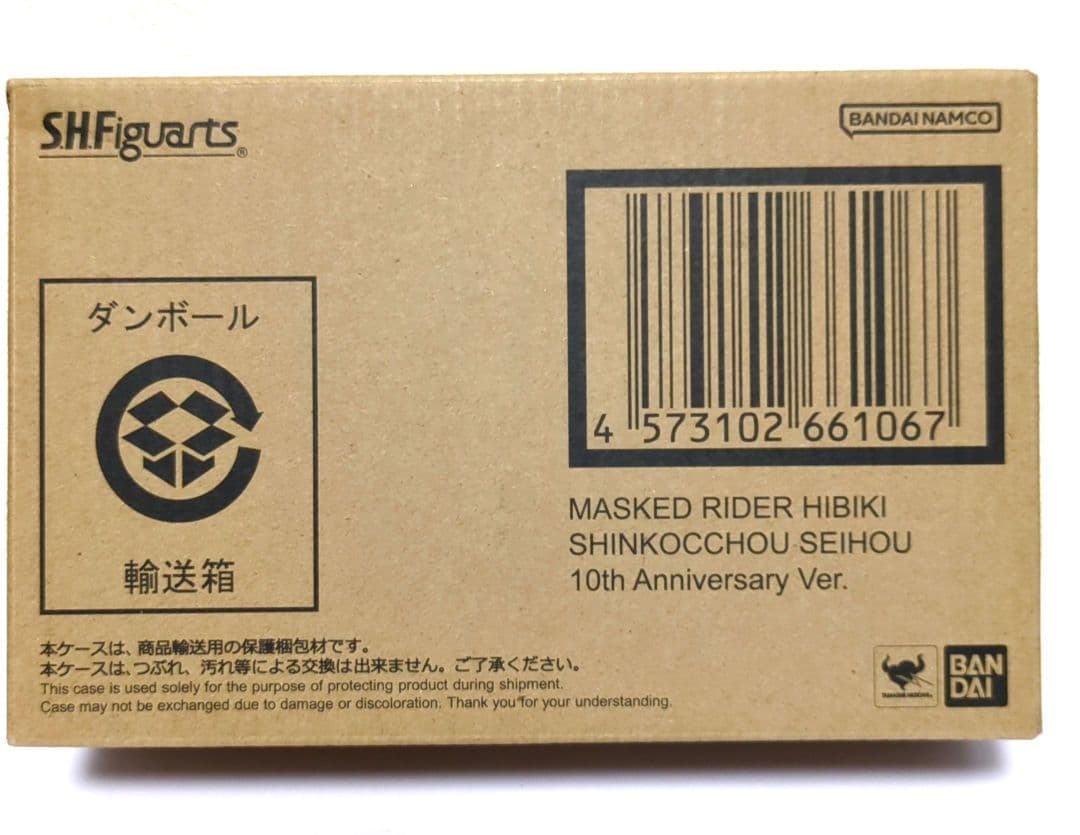 S.H.Figuarts®
BANDAI NAMCO
ダンボール
輸送箱
4 573102 661067
MASKED RIDER HIBIKI
SHINKOCCHOU SEIHOU
10th Anniversary Ver.
本ケースは、商品輸送用の保護梱包材です。
本ケースは、つぶれ、汚れ等による交換は出来ません。ご了承ください。
This case is used solely for the purpose of protecting product during shipment.
Case may not be exchanged due to damage or discoloration. Thank you for your understanding.
TAMASHII NATIONS
BAN
DAI